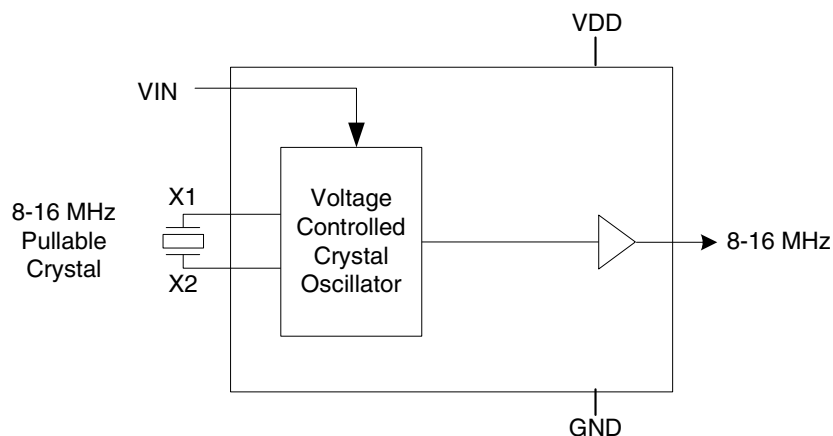 VDD
VIN
X1
8-16 MHz
Pullable
Crystal
X2
Voltage
Controlled
Crystal
Oscillator
8-16 MHz
GND